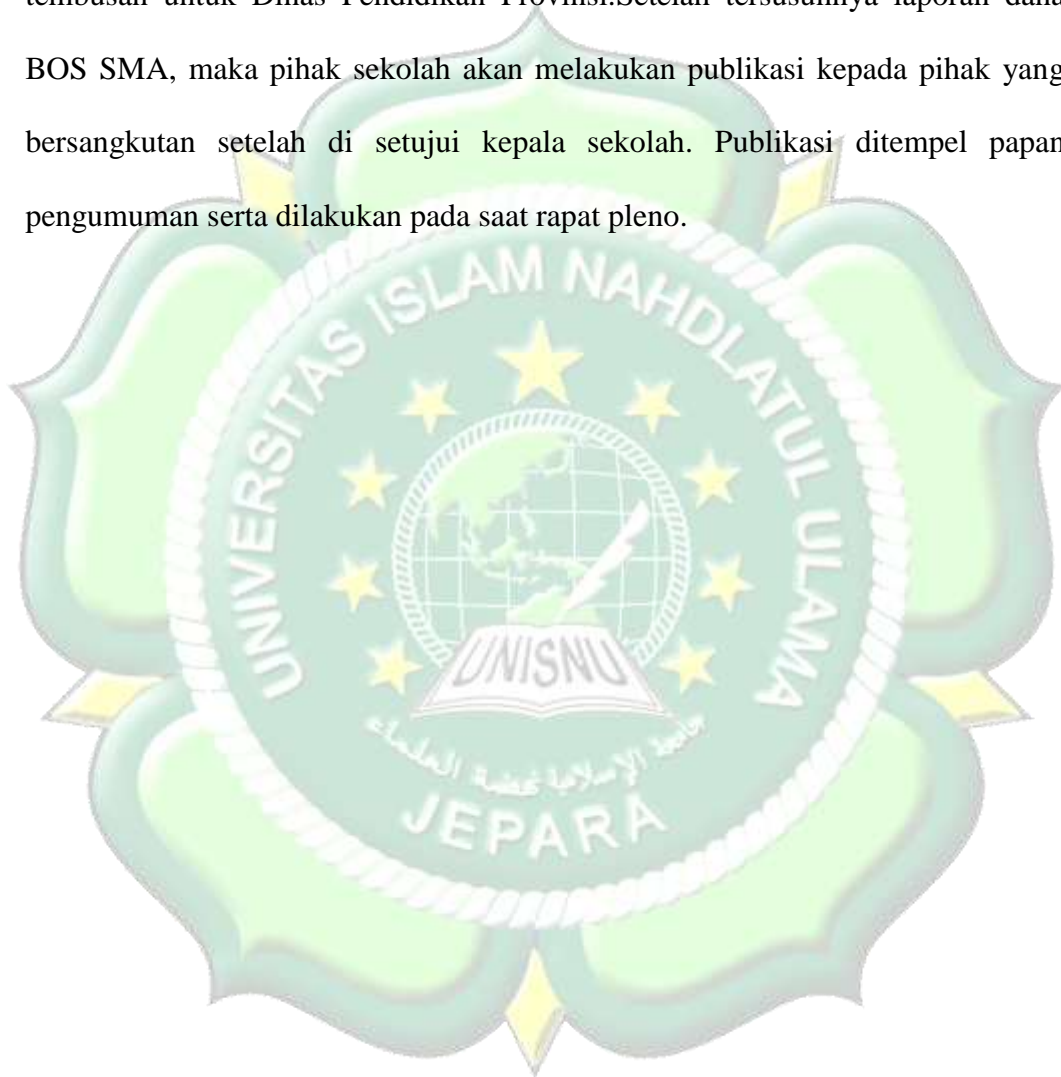 tembusan untuk Dinas Pendidikan Provinsi.Setelah tersusunnya laporan dana
BOS SMA, maka pihak sekolah akan melakukan publikasi kepada pihak yang
bersangkutan setelah di setujui kepala sekolah. Publikasi ditempel papan
pengumuman serta dilakukan pada saat rapat pleno.
UNIVERSITAS ISLAM NAHDLATUL ULAMA
UNISNU
JEPARA